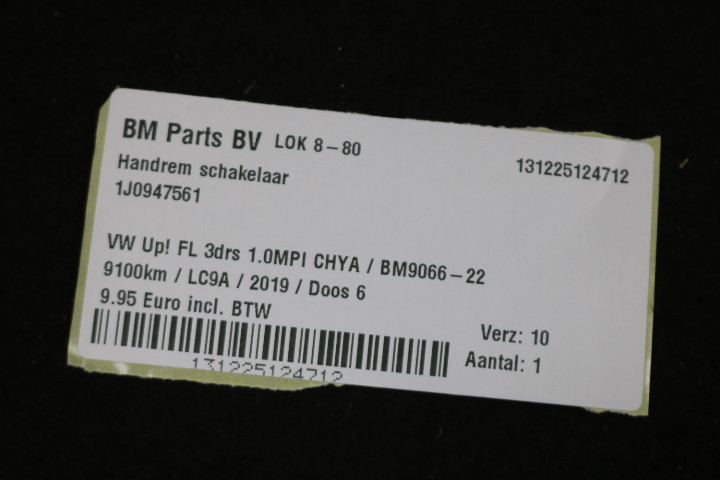 BM Parts BV LOK 8-80
131225124712
Handrem schakelaar
1J0947561
VW Up! FL 3drs 1.0MPI CHYA / BM9066-22
9100km / LC9A / 2019 / Doos 6
9.95 Euro incl. BTW
Verz: 10
Aantal: 1
131225124712